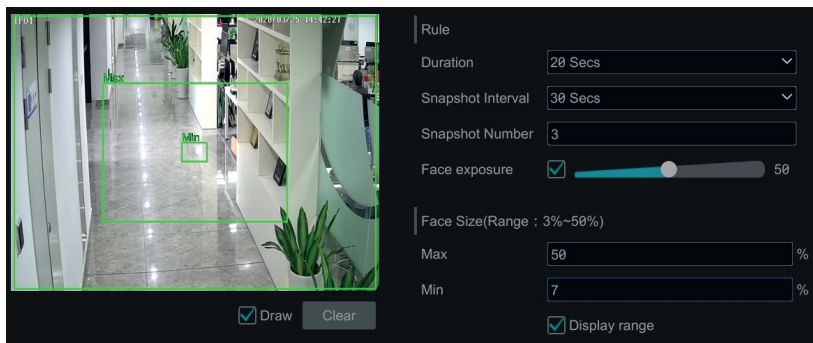 IP01
2020/03/25 14:42:27
Max
Min
Draw
Clear
Rule
Duration
20 Secs
Snapshot Interval
30 Secs
Snapshot Number
3
Face exposure
50
Face Size(Range : 3%~50%)
Max
50
%
Min
7
%
Display range